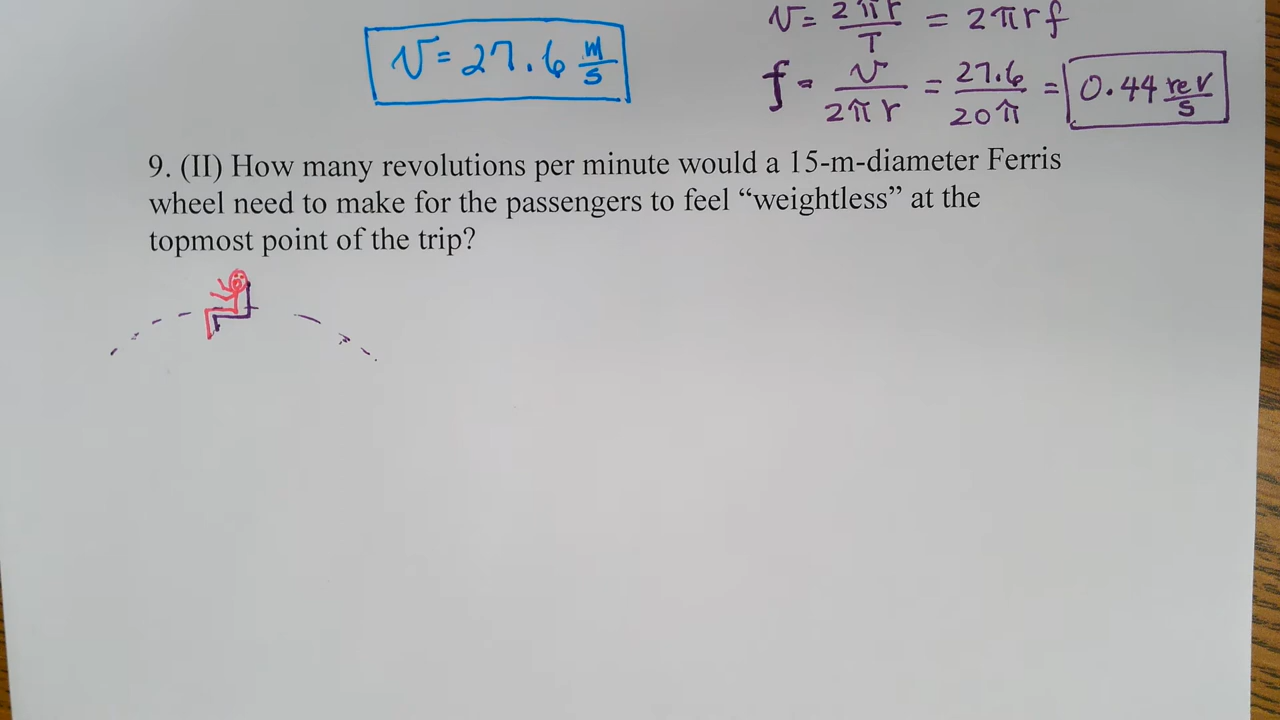 v = 27.6 m/s
v = 2πr/T = 2πrf
f = v/2πr = 27.6/20π = 0.44 rev/s
9. (II) How many revolutions per minute would a 15-m-diameter Ferris
wheel need to make for the passengers to feel “weightless” at the
topmost point of the trip?